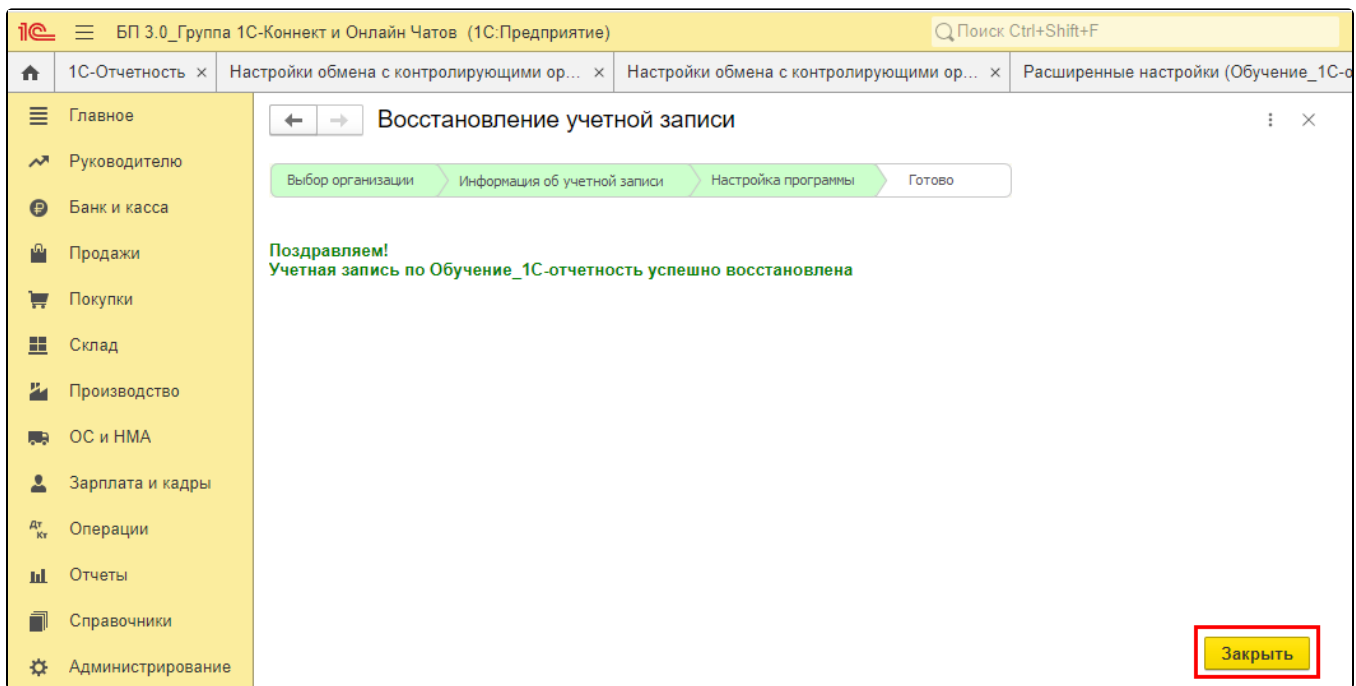 1С БП 3.0_Группа 1С-Коннект и Онлайн Чатов (1С:Предприятие) Поиск Ctrl+Shift+F
1С-Отчетность × Настройки обмена с контролирующими ор... × Настройки обмена с контролирующими ор... × Расширенные настройки (Обучение_1С-о
Главное
Восстановление учетной записи
Руководителю
Выбор организации Информация об учетной записи Настройка программы Готово
Банк и касса
Продажи
Поздравляем!
Учетная запись по Обучение_1С-отчетность успешно восстановлена
Покупки
Склад
Производство
ОС и НМА
Зарплата и кадры
Дт Кт Операции
Отчеты
Справочники
Администрирование
Закрыть